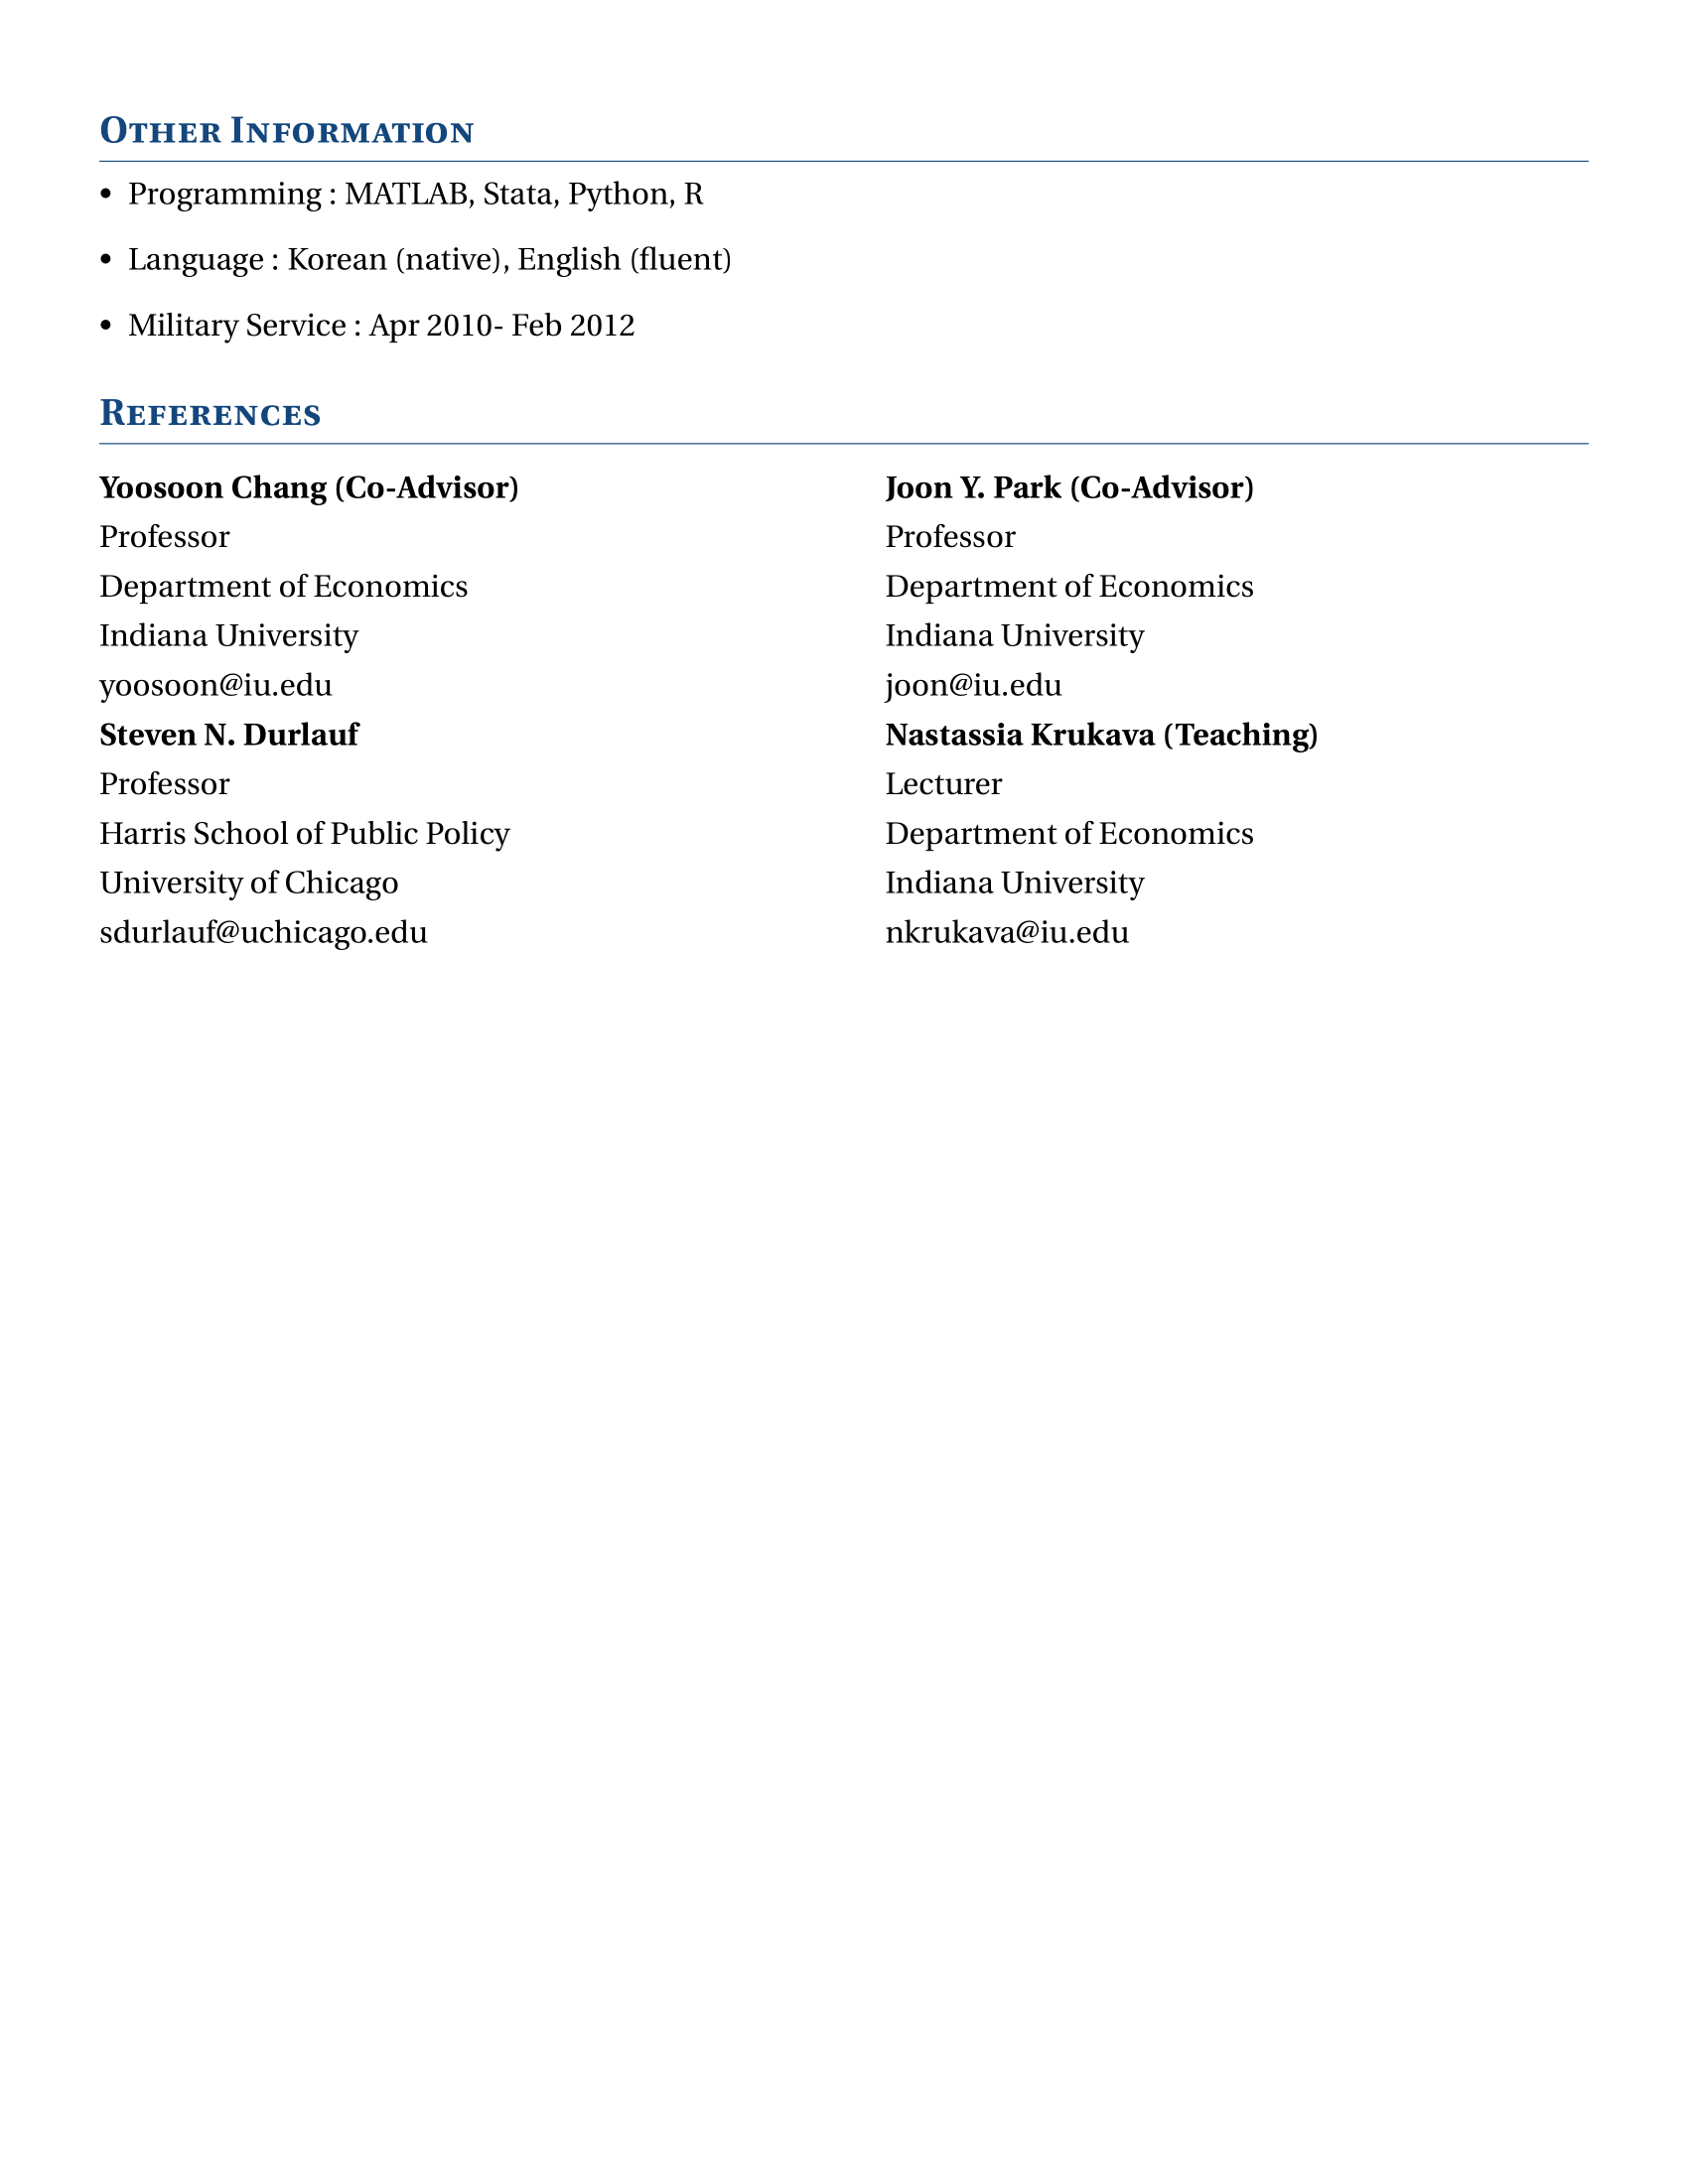 Other Information
• Programming : MATLAB, Stata, Python, R
• Language : Korean (native), English (fluent)
• Military Service : Apr 2010- Feb 2012
References
Yoosoon Chang (Co-Advisor)
Professor
Department of Economics
Indiana University
yoosoon@iu.edu
Joon Y. Park (Co-Advisor)
Professor
Department of Economics
Indiana University
joon@iu.edu
Steven N. Durlauf
Professor
Harris School of Public Policy
University of Chicago
sdurlauf@uchicago.edu
Nastassia Krukava (Teaching)
Lecturer
Department of Economics
Indiana University
nkrukava@iu.edu